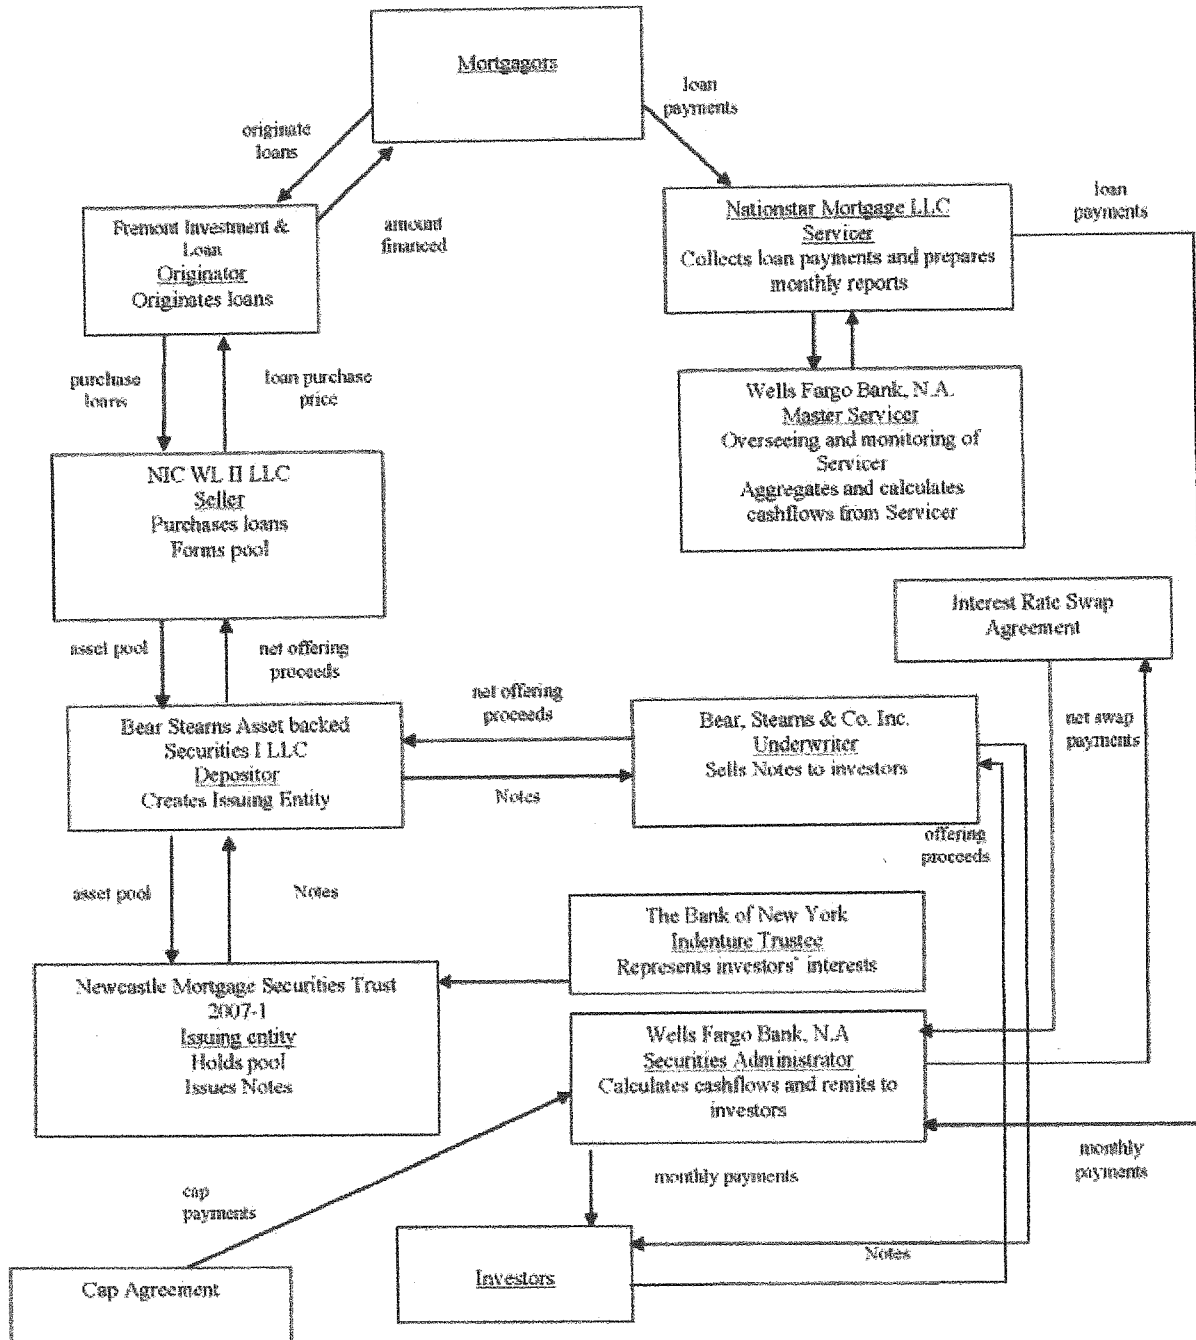 Mortgagors
loan
payments
originate
loans
amount
financed
Fremont Investment &
Loan
Originator
Originates loans
Nationstar Mortgage LLC
Servicer
Collects loan payments and prepares
monthly reports
loan
payments
purchase
loans
loan purchase
price
Wells Fargo Bank, N.A.
Master Servicer
Overseeing and monitoring of
Servicer
Aggregates and calculates
cashflows from Servicer
NIC WL II LLC
Seller
Purchases loans
Forms pool
Interest Rate Swap
Agreement
asset pool
net offering
proceeds
net offering
proceeds
net swap
payments
Bear Stearns Asset backed
Securities I LLC
Depositor
Creates Issuing Entity
Bear, Stearns & Co. Inc.
Underwriter
Sells Notes to investors
Notes
offering
proceeds
asset pool
Notes
The Bank of New York
Indenture Trustee
Represents investors' interests
Newcastle Mortgage Securities Trust
2007-1
Issuing entity
Holds pool
Issues Notes
Wells Fargo Bank, N.A
Securities Administrator
Calculates cashflows and remits to
investors
monthly payments
monthly
payments
cap
payments
Notes
Investors
Cap Agreement